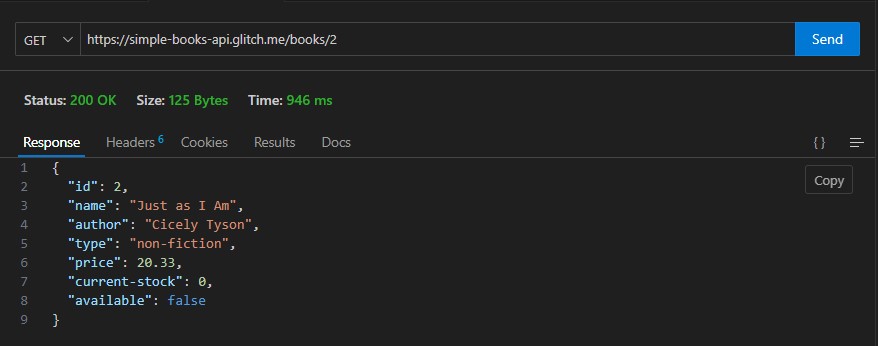 GET https://simple-books-api.glitch.me/books/2 Send
Status: 200 OK Size: 125 Bytes Time: 946 ms
Response Headers 6 Cookies Results Docs { }
Copy
1 {
2 "id": 2,
3 "name": "Just as I Am",
4 "author": "Cicely Tyson",
5 "type": "non-fiction",
6 "price": 20.33,
7 "current-stock": 0,
8 "available": false
9 }